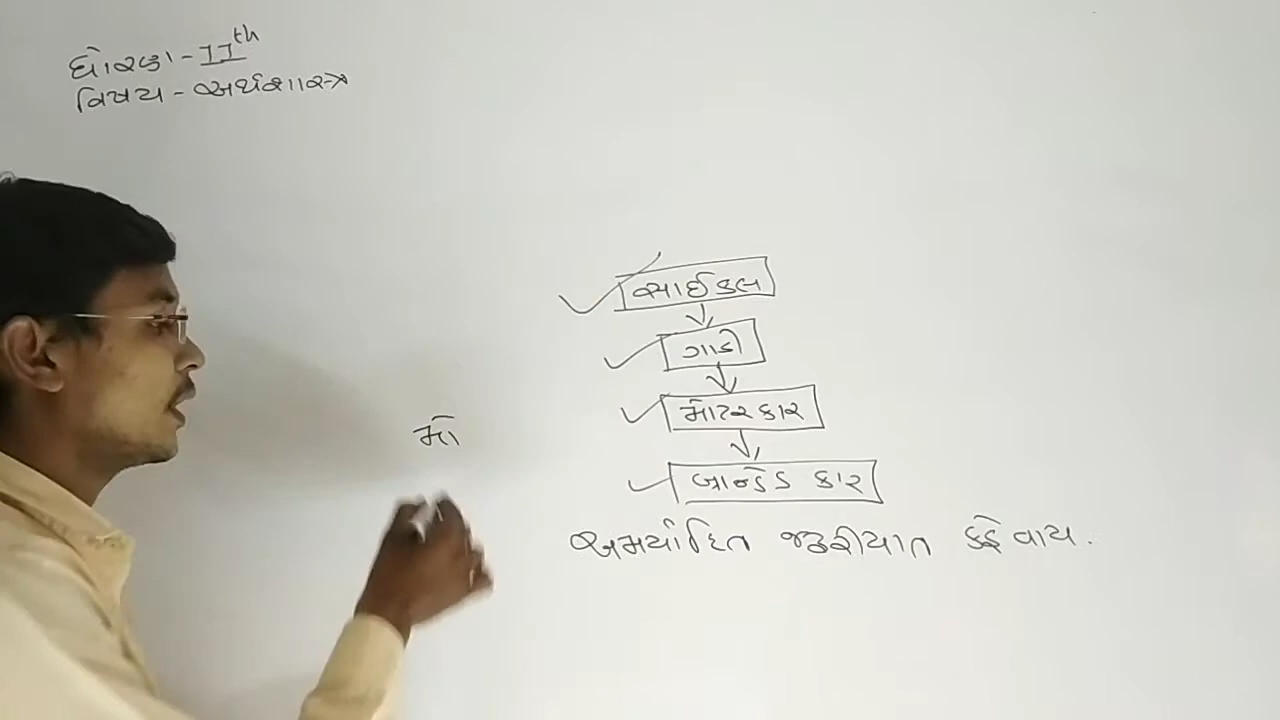 ધોરણ - 11th
વિષય - અર્થશાસ્ત્ર
સાઈકલ
ગાડી
મોટરકાર
મો
બ્રાન્ડેડ કાર
અમર્યાદિત જરૂરીયાત કહેવાય.